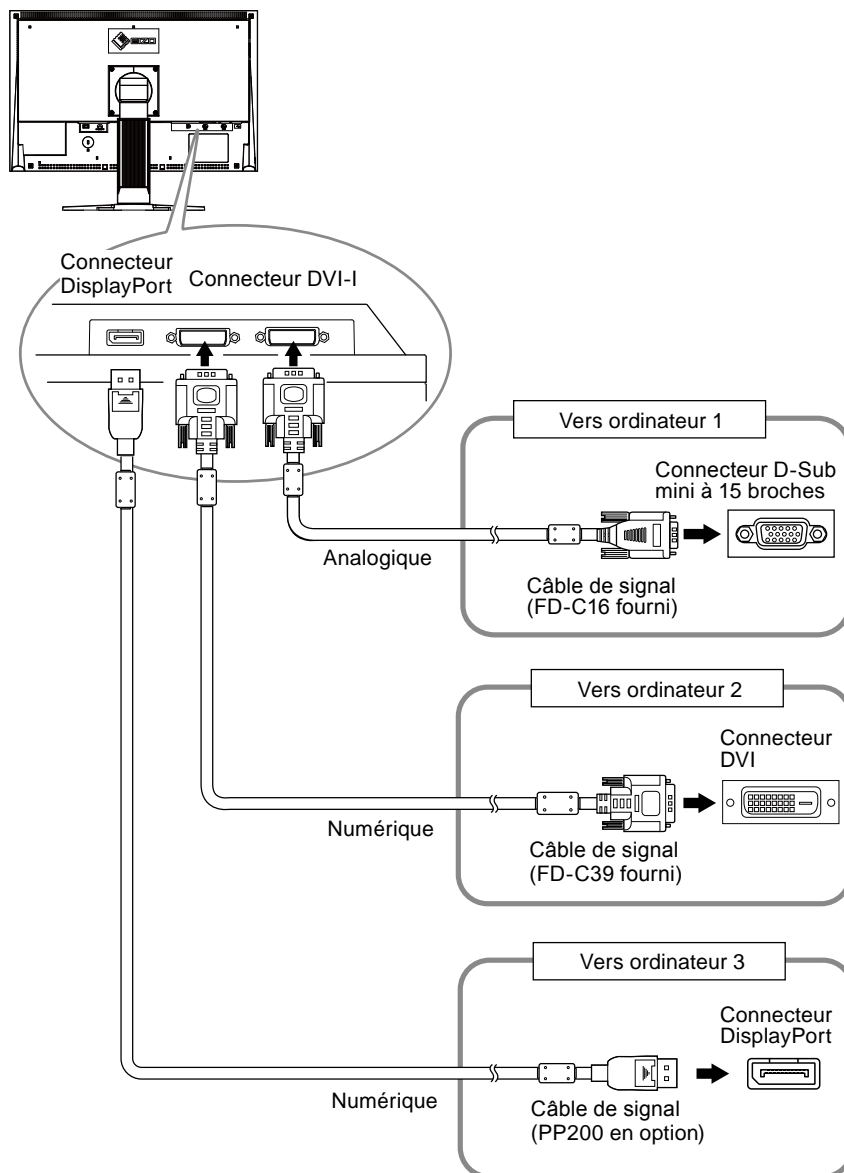 Connecteur
DisplayPort
Connecteur DVI-I
Vers ordinateur 1
Connecteur D-Sub
mini à 15 broches
Analogique
Câble de signal
(FD-C16 fourni)
Vers ordinateur 2
Connecteur
DVI
Numérique
Câble de signal
(FD-C39 fourni)
Vers ordinateur 3
Connecteur
DisplayPort
Numérique
Câble de signal
(PP200 en option)